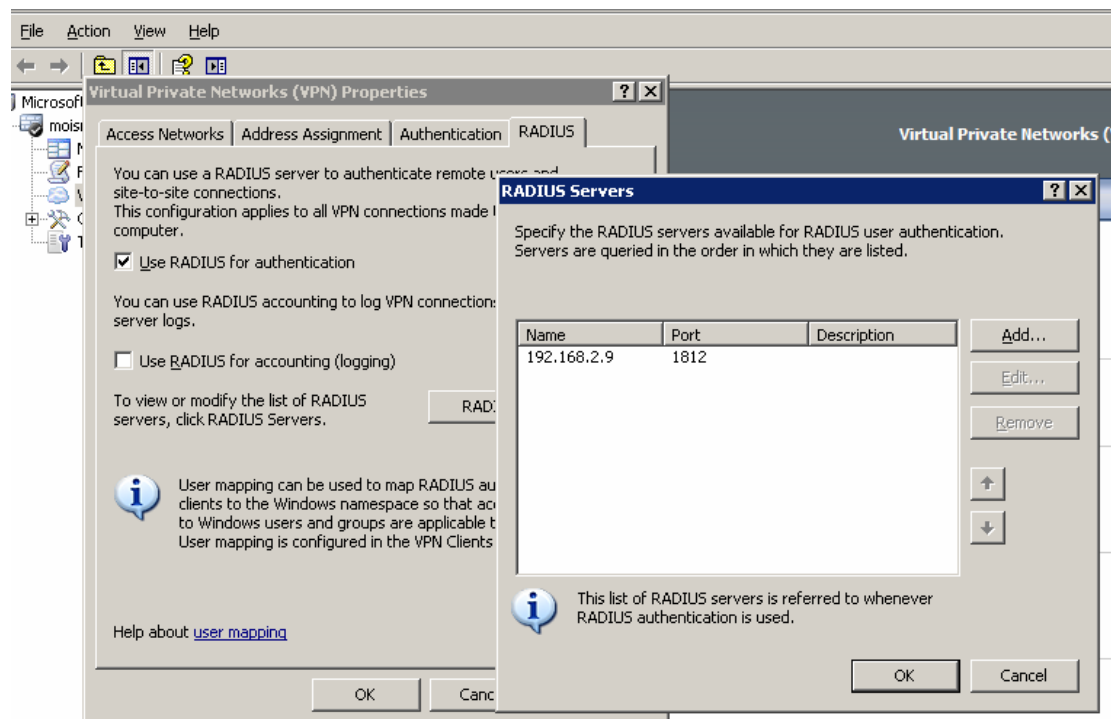 File Action View Help
Microsoft
Virtual Private Networks (VPN) Properties
Access Networks Address Assignment Authentication RADIUS
Virtual Private Networks (
You can use a RADIUS server to authenticate remote users and
site-to-site connections.
This configuration applies to all VPN connections made
computer.
Use RADIUS for authentication
You can use RADIUS accounting to log VPN connection
server logs.
Use RADIUS for accounting (logging)
To view or modify the list of RADIUS
servers, click RADIUS Servers.
RAD
User mapping can be used to map RADIUS au
clients to the Windows namespace so that ac
to Windows users and groups are applicable t
User mapping is configured in the VPN Clients
Help about user mapping
OK Canc
RADIUS Servers
Specify the RADIUS servers available for RADIUS user authentication.
Servers are queried in the order in which they are listed.
Name Port Description
192.168.2.9 1812
Add...
Edit...
Remove
This list of RADIUS servers is referred to whenever
RADIUS authentication is used.
OK Cancel